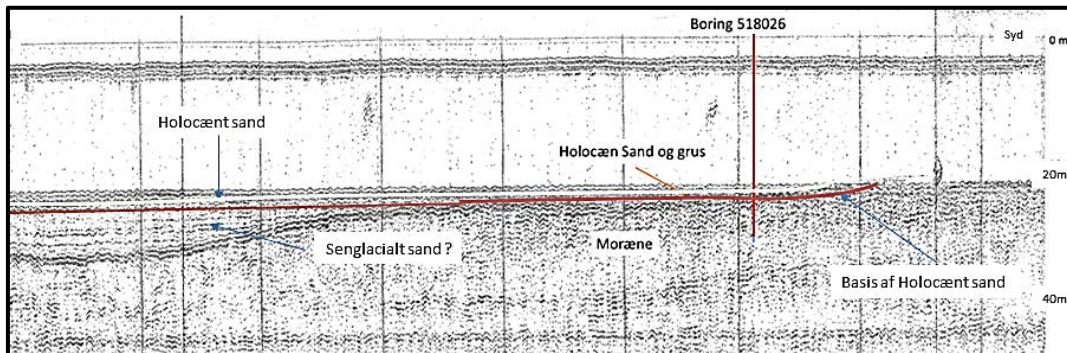 Boring 518026
Syd
0 m
Holocænt sand
Holocæn Sand og grus
20m
Senglacialt sand ?
Moræne
Basis af Holocænt sand
40m